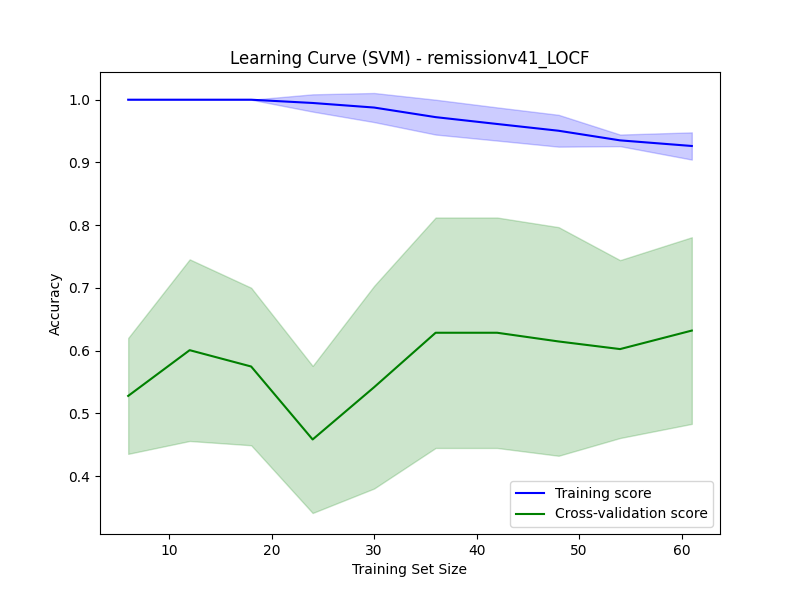 Learning Curve (SVM) - remissionv41_LOCF
1.0
0.9
0.8
0.7
0.6
0.5
0.4
Accuracy
10
20
30
40
50
60
Training Set Size
Training score
Cross-validation score